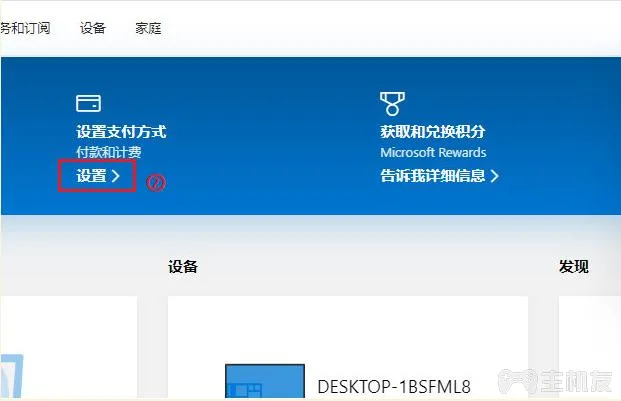 务和订阅 设备 家庭
设置支付方式
付款和计费
设置 >
②
获取和兑换积分
Microsoft Rewards
告诉我详细信息 >
设备
发现
DESKTOP-1BSFML8
主机友